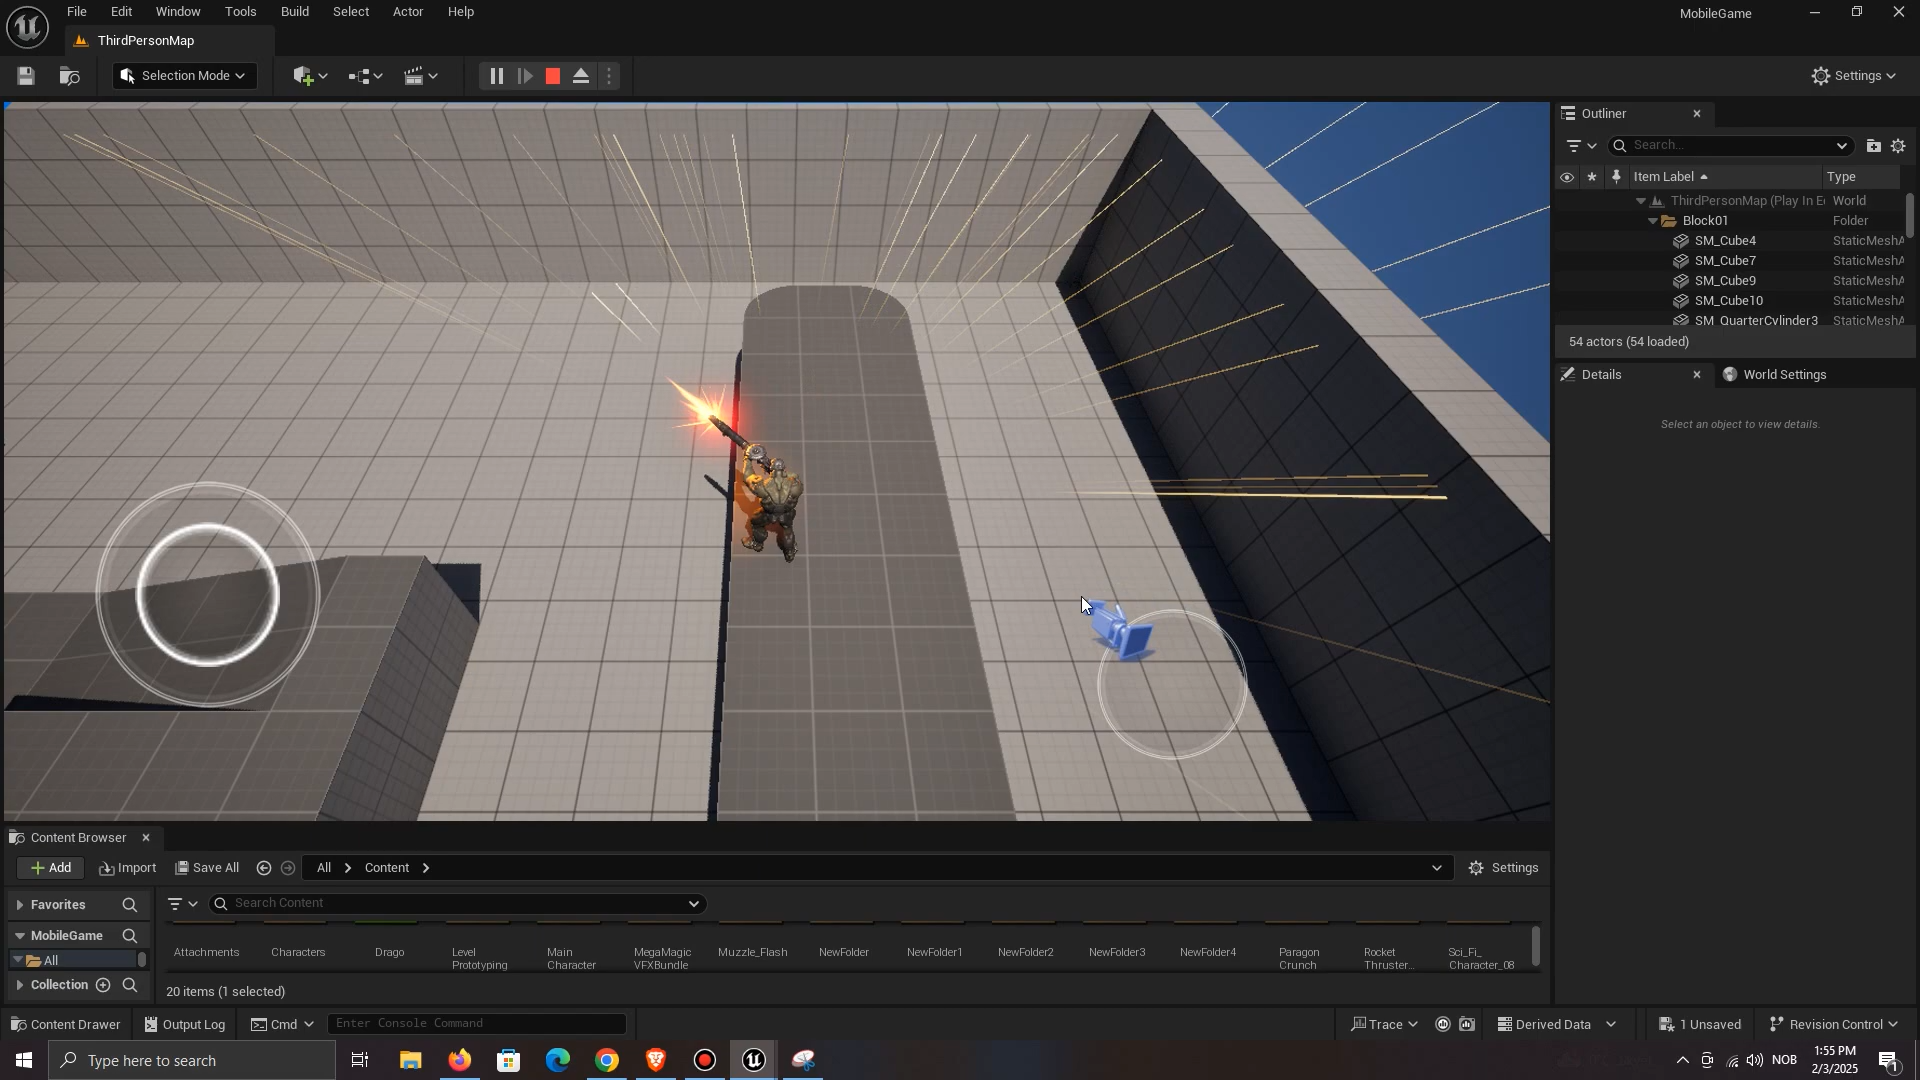 File Edit Window Tools Build Select Actor Help
MobileGame
ThirdPersonMap
Selection Mode
Settings
Outliner
Search...
Item Label Type
ThirdPersonMap (Play In E World
Block01 Folder
SM_Cube4 StaticMeshA
SM_Cube7 StaticMeshA
SM_Cube9 StaticMeshA
SM_Cube10 StaticMeshA
SM_QuarterCylinder3 StaticMeshA
54 actors (54 loaded)
Details World Settings
Select an object to view details.
Content Browser
Add Import Save All All Content Settings
Favorites
Search Content
MobileGame
All
Collection
Attachments
Characters
Drago
Level
Prototyping
Main
Character
MegaMagic
VFXBundle
Muzzle_Flash
NewFolder
NewFolder1
NewFolder2
NewFolder3
NewFolder4
Paragon
Crunch
Rocket
Thruster...
Sci_Fi_
Character_08
20 items (1 selected)
Content Drawer Output Log Cmd Enter Console Command Trace Derived Data 1 Unsaved Revision Control
Type here to search
NOB
1:55 PM
2/3/2025
1